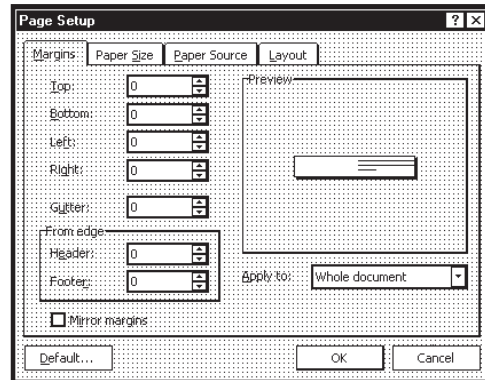 Page Setup ? X
Margins Paper Size Paper Source Layout
Top: 0
Bottom: 0
Left: 0
Right: 0
Gutter: 0
From edge
Header: 0
Footer: 0
Mirror margins
Preview
Apply to: Whole document
Default... OK Cancel